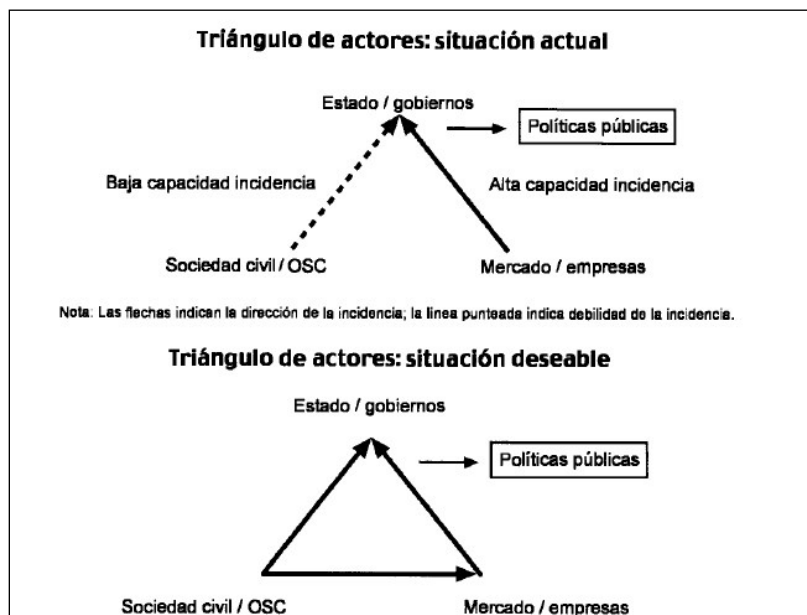 Triángulo de actores: situación actual
Estado / gobiernos
Políticas públicas
Baja capacidad incidencia
Alta capacidad incidencia
Sociedad civil / OSC
Mercado / empresas
Nota: Las flechas indican la dirección de la incidencia; la linea punteada indica debilidad de la incidencia.
Triángulo de actores: situación deseable
Estado / gobiernos
Políticas públicas
Sociedad civil / OSC
Mercado / empresas